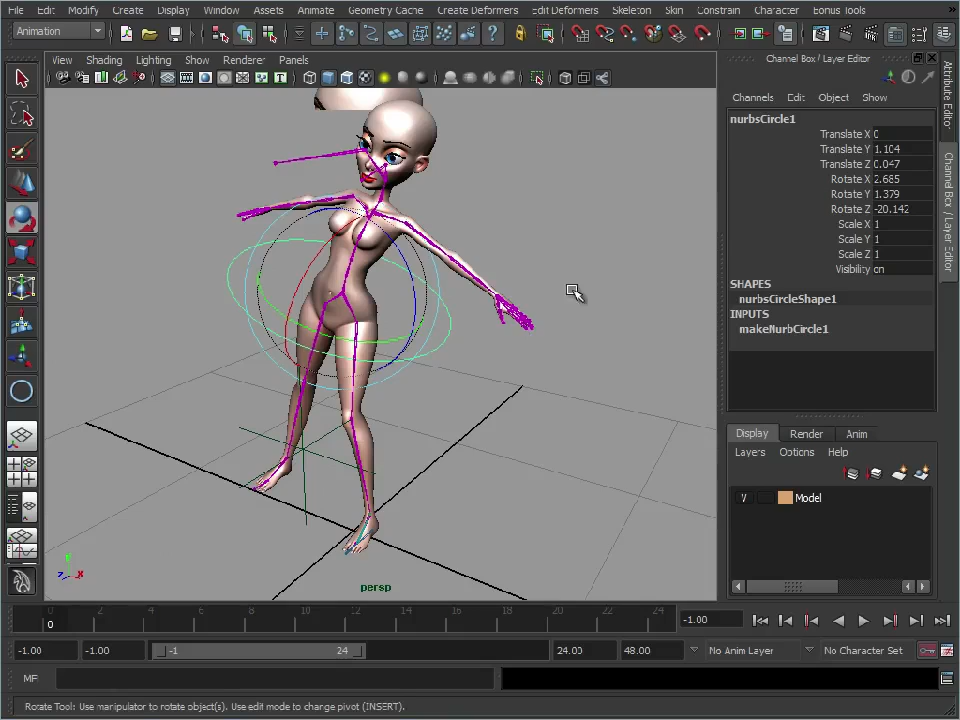 File Edit Modify Create Display Window Assets Animate Geometry Cache Create Deformers Edit Deformers Skeleton Skin Constrain Character Bonus Tools
Animation
View Shading Lighting Show Renderer Panels
Channel Box / Layer Editor
Channels Edit Object Show
nurbsCircle1
Translate X 0
Translate Y 1.104
Translate Z 0.047
Rotate X 2.685
Rotate Y 1.379
Rotate Z -20.142
Scale X 1
Scale Y 1
Scale Z 1
Visibility on
SHAPES
nurbsCircleShape1
INPUTS
makeNurbCircle1
Attribute Editor
Channel Box / Layer Editor
Display Render Anim
Layers Options Help
V Model
y
z x
persp
0 2 4 6 8 10 12 14 16 18 20 22 24
0
-1.00
-1.00 -1.00 -1 24 24.00 48.00 No Anim Layer No Character Set
Rotate Tool: Use manipulator to rotate object(s). Use edit mode to change pivot (INSERT).